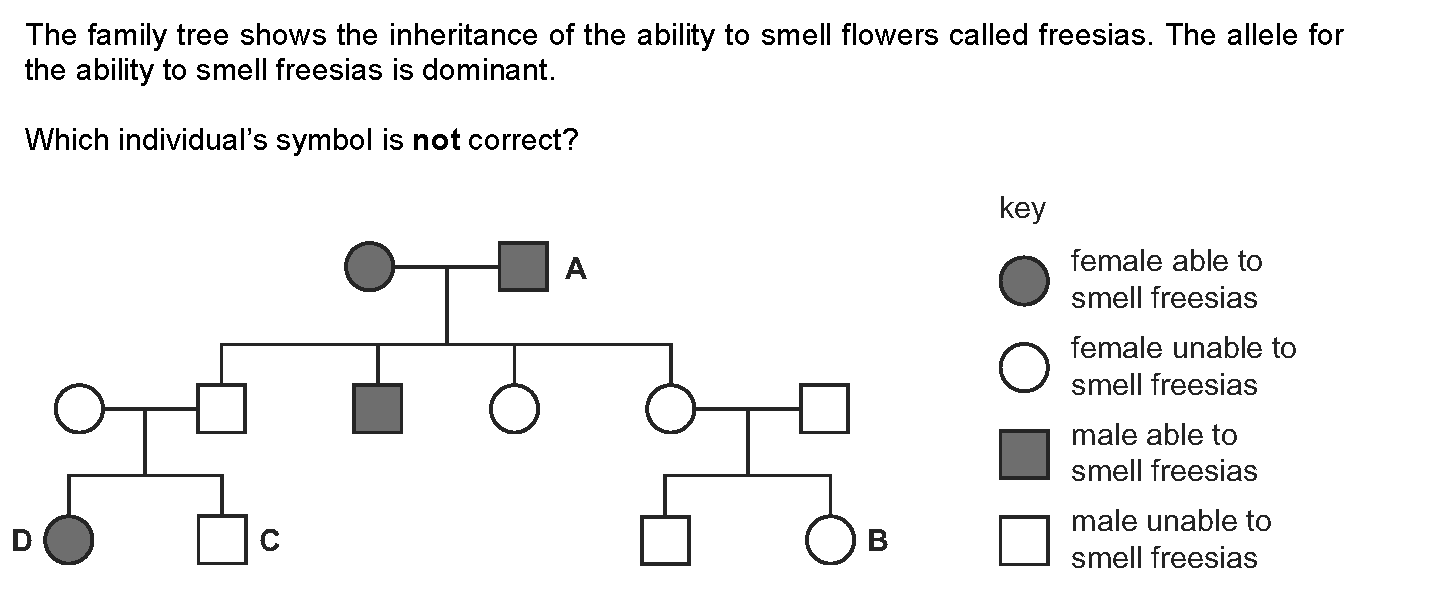 The family tree shows the inheritance of the ability to smell flowers called freesias. The allele for
the ability to smell freesias is dominant.
Which individual's symbol is not correct?
key
female able to
smell freesias
female unable to
smell freesias
male able to
smell freesias
male unable to
smell freesias
A
D
C
B